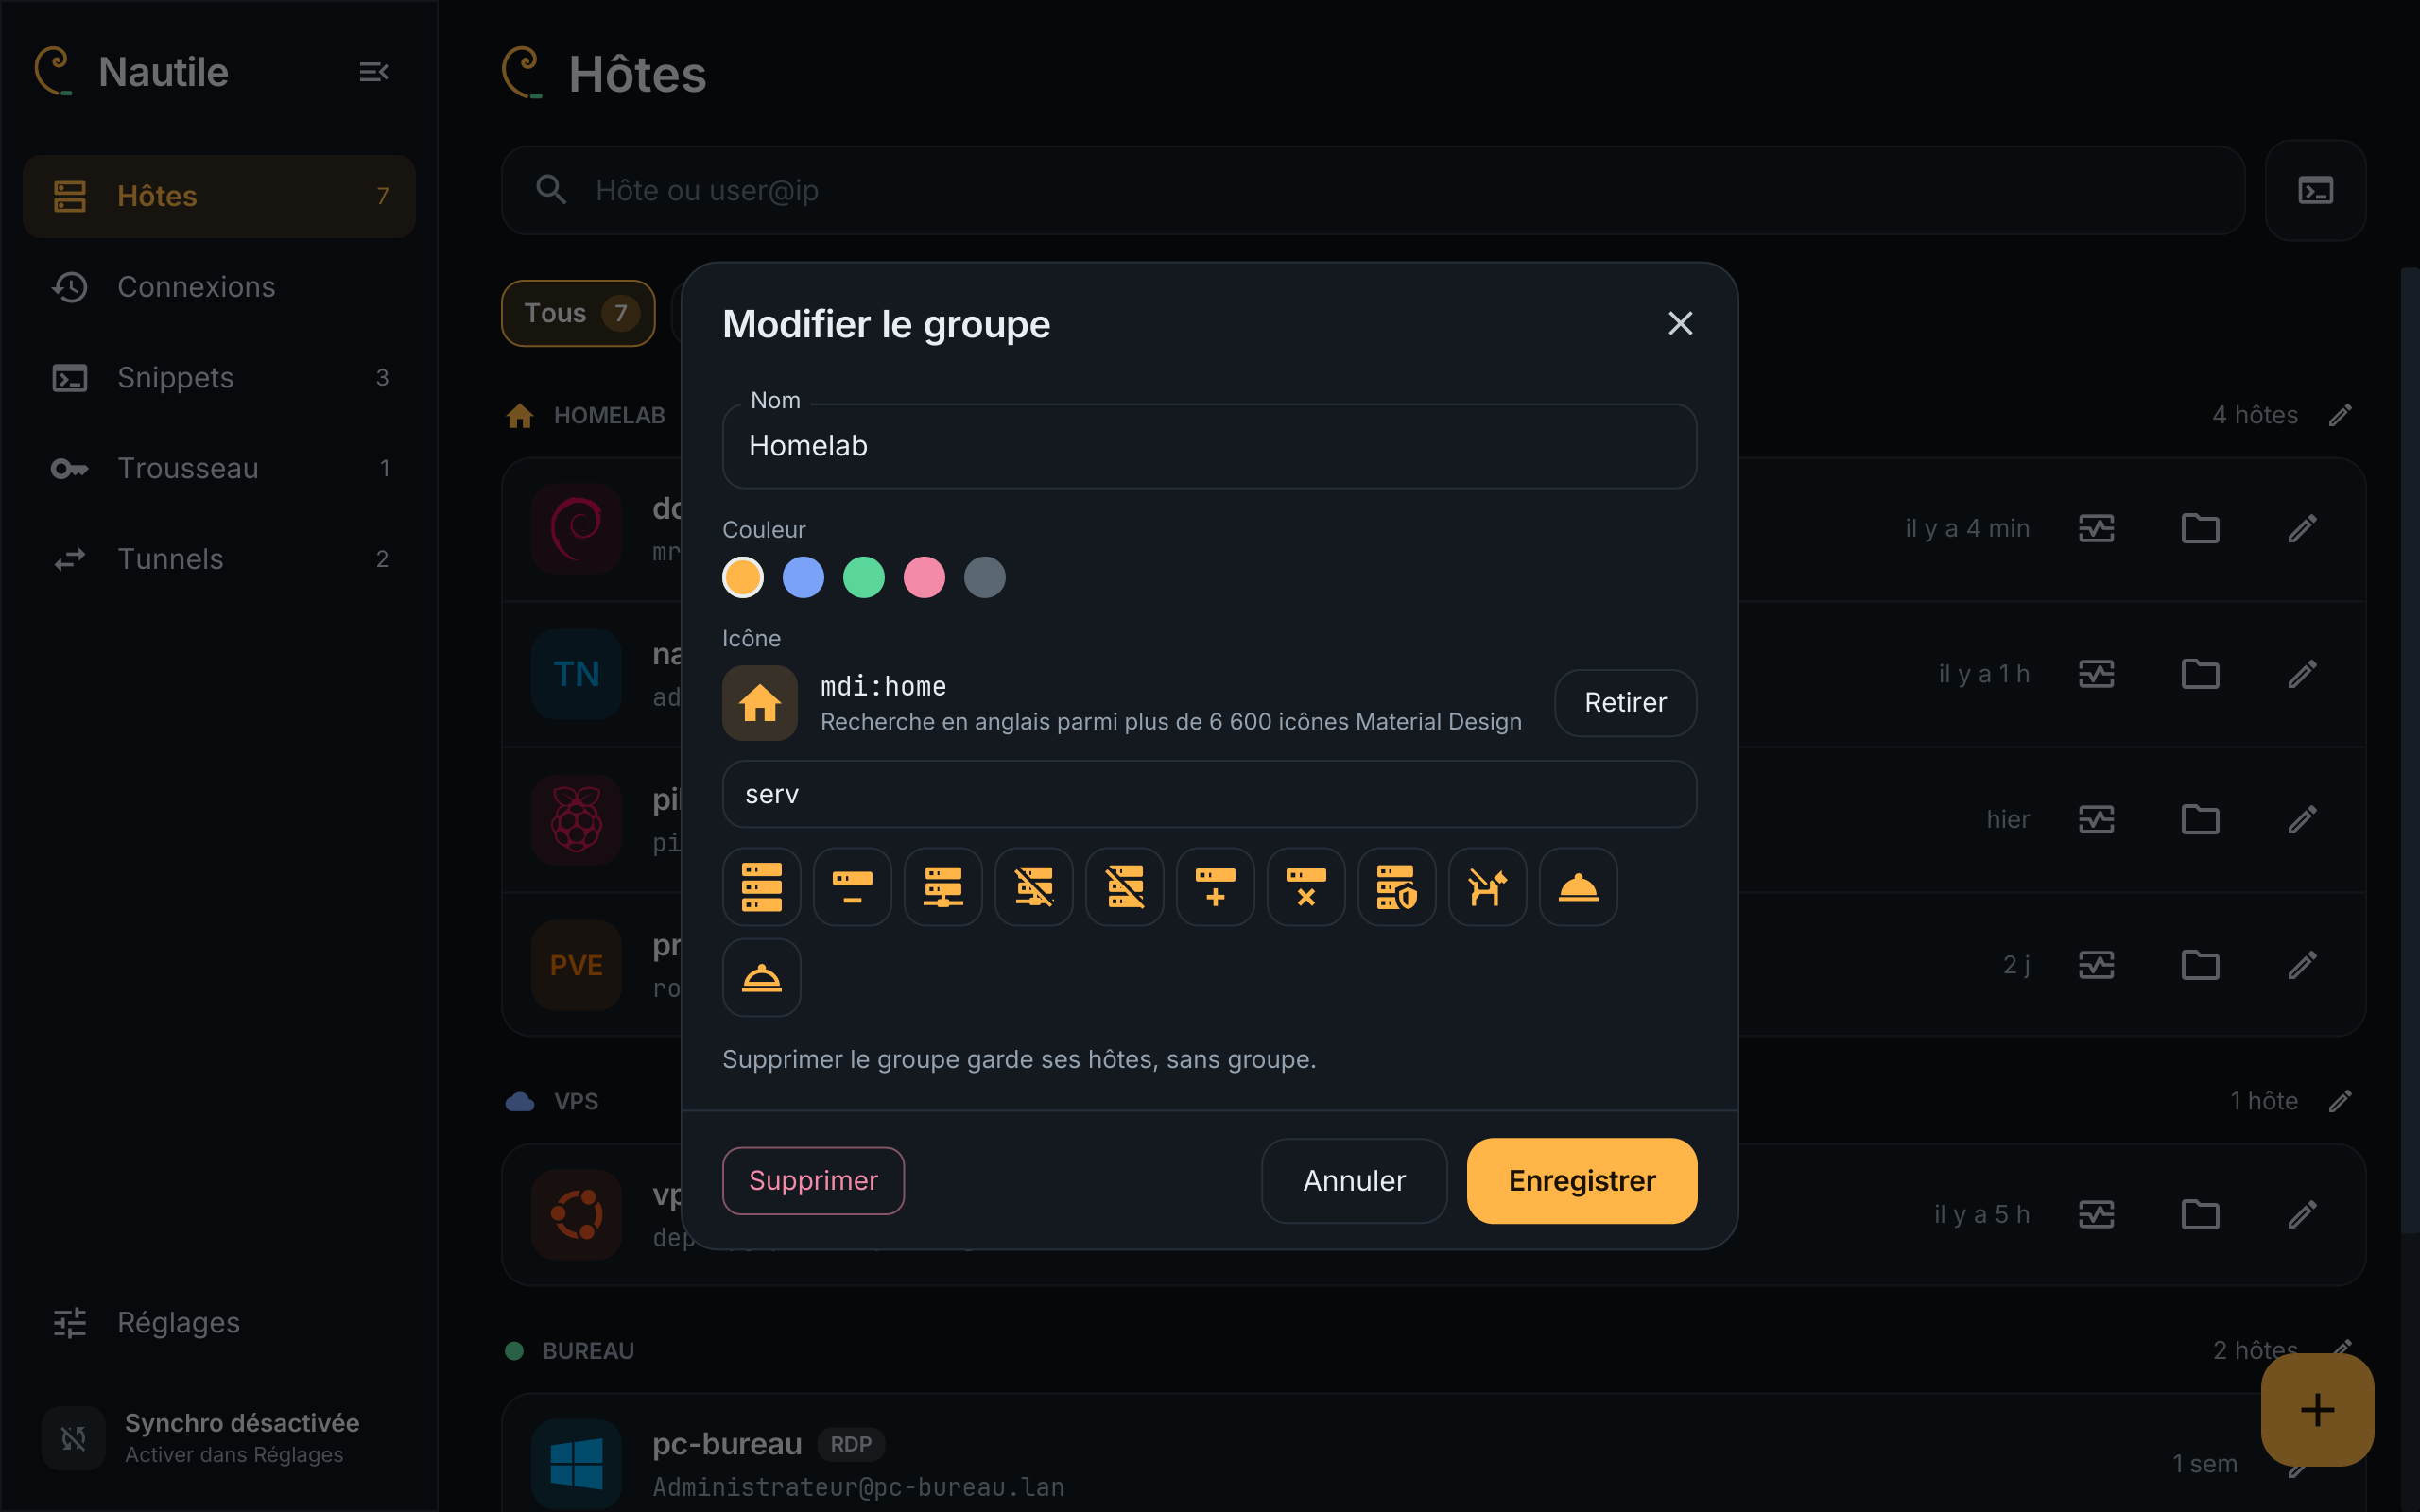 Nautile
Hôtes 7
Connexions
Snippets 3
Trousseau 1
Tunnels 2
Réglages
Synchro désactivée
Activer dans Réglages
Hôtes
Hôte ou user@ip
Tous 7
HOMELAB
4 hôtes
il y a 4 min
TN
il y a 1 h
hier
PVE
2 j
VPS
1 hôte
il y a 5 h
BUREAU
2 hôtes
pc-bureau RDP
Administrateur@pc-bureau.lan
1 sem
Modifier le groupe
Nom
Homelab
Couleur
Icône
mdi:home
Recherche en anglais parmi plus de 6 600 icônes Material Design
Retirer
serv
Supprimer le groupe garde ses hôtes, sans groupe.
Supprimer
Annuler
Enregistrer